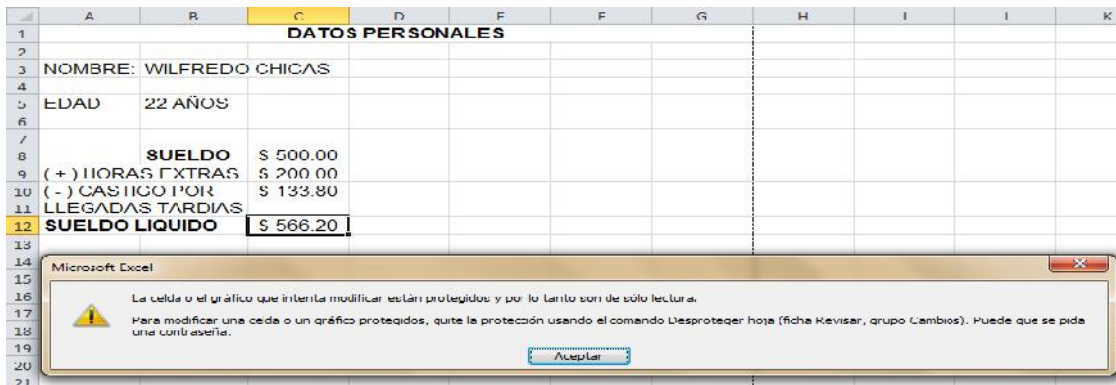 A B C D E F G H I J K
1 DATOS PERSONALES
2
3 NOMBRE: WILFREDO CHICAS
4
5 EDAD 22 AÑOS
6
7
8 SUELDO $ 500.00
9 ( + ) HORAS EXTRAS $ 200.00
10 ( - ) CASTIGO POR $ 133.80
11 LLEGADAS TARDIAS
12 SUELDO LIQUIDO $ 566.20
13
14 Microsoft Excel
15
16 La celda o el gráfico que intenta modificar están protegidos y por lo tanto son de sólo lectura.
17 Para modificar una celda o un gráfico protegidos, quite la protección usando el comando Desproteger hoja (ficha Revisar, grupo Cambios). Puede que se pida
18 una contraseña.
19 Aceptar
20
21